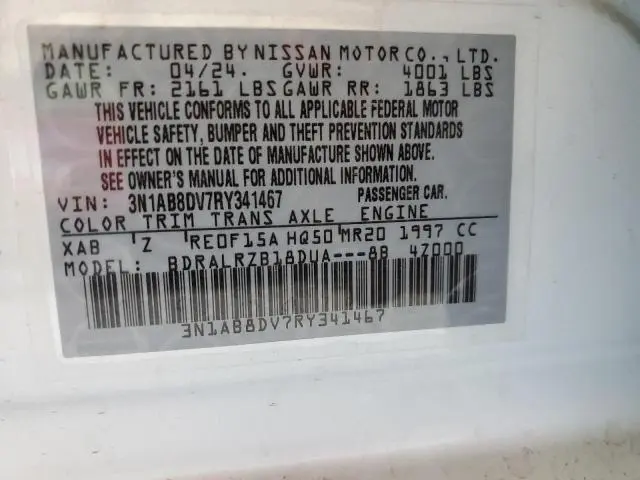 MANUFACTURED BY NISSAN MOTOR CO., LTD.
DATE: 04/24. GVWR: 4001 LBS
GAWR FR: 2161 LBS GAWR RR: 1863 LBS
THIS VEHICLE CONFORMS TO ALL APPLICABLE FEDERAL MOTOR
VEHICLE SAFETY, BUMPER AND THEFT PREVENTION STANDARDS
IN EFFECT ON THE DATE OF MANUFACTURE SHOWN ABOVE.
SEE OWNER'S MANUAL FOR ADDITIONAL INFORMATION.
VIN: 3N1AB8DV7RY341467 PASSENGER CAR.
COLOR TRIM TRANS AXLE ENGINE
XAB Z RE0F15A HQ50 MR20 1997 CC
MODEL: BDRALRZB18DUA---8B 4Z000
3N1AB8DV7RY341467